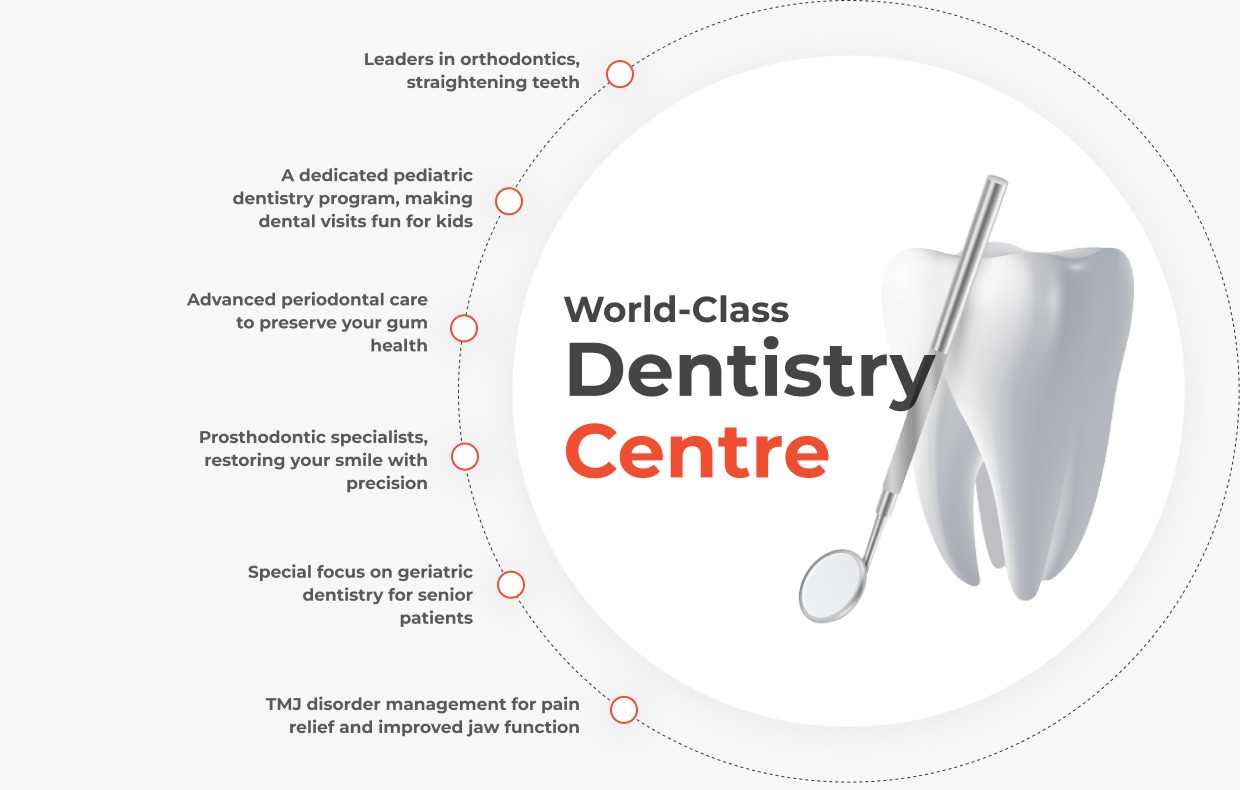 Leaders in orthodontics,
straightening teeth
A dedicated pediatric
dentistry program, making
dental visits fun for kids
Advanced periodontal care
to preserve your gum
health
Prosthodontic specialists,
restoring your smile with
precision
Special focus on geriatric
dentistry for senior
patients
TMJ disorder management for pain
relief and improved jaw function
World-Class
Dentistry
Centre